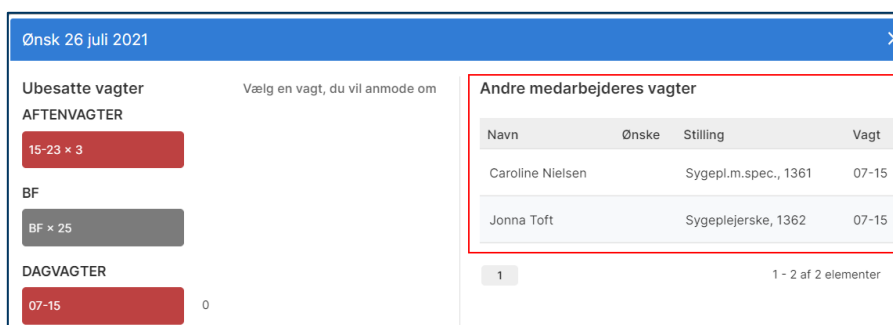 Ønsk 26 juli 2021
Ubesatte vagter
Vælg en vagt, du vil anmode om
AFTENVAGTER
15-23 × 3
BF
BF × 25
DAGVAGTER
07-15
0
Andre medarbejderes vagter
Navn Ønske Stilling Vagt
Caroline Nielsen Sygepl.m.spec., 1361 07-15
Jonna Toft Sygeplejerske, 1362 07-15
1
1 - 2 af 2 elementer